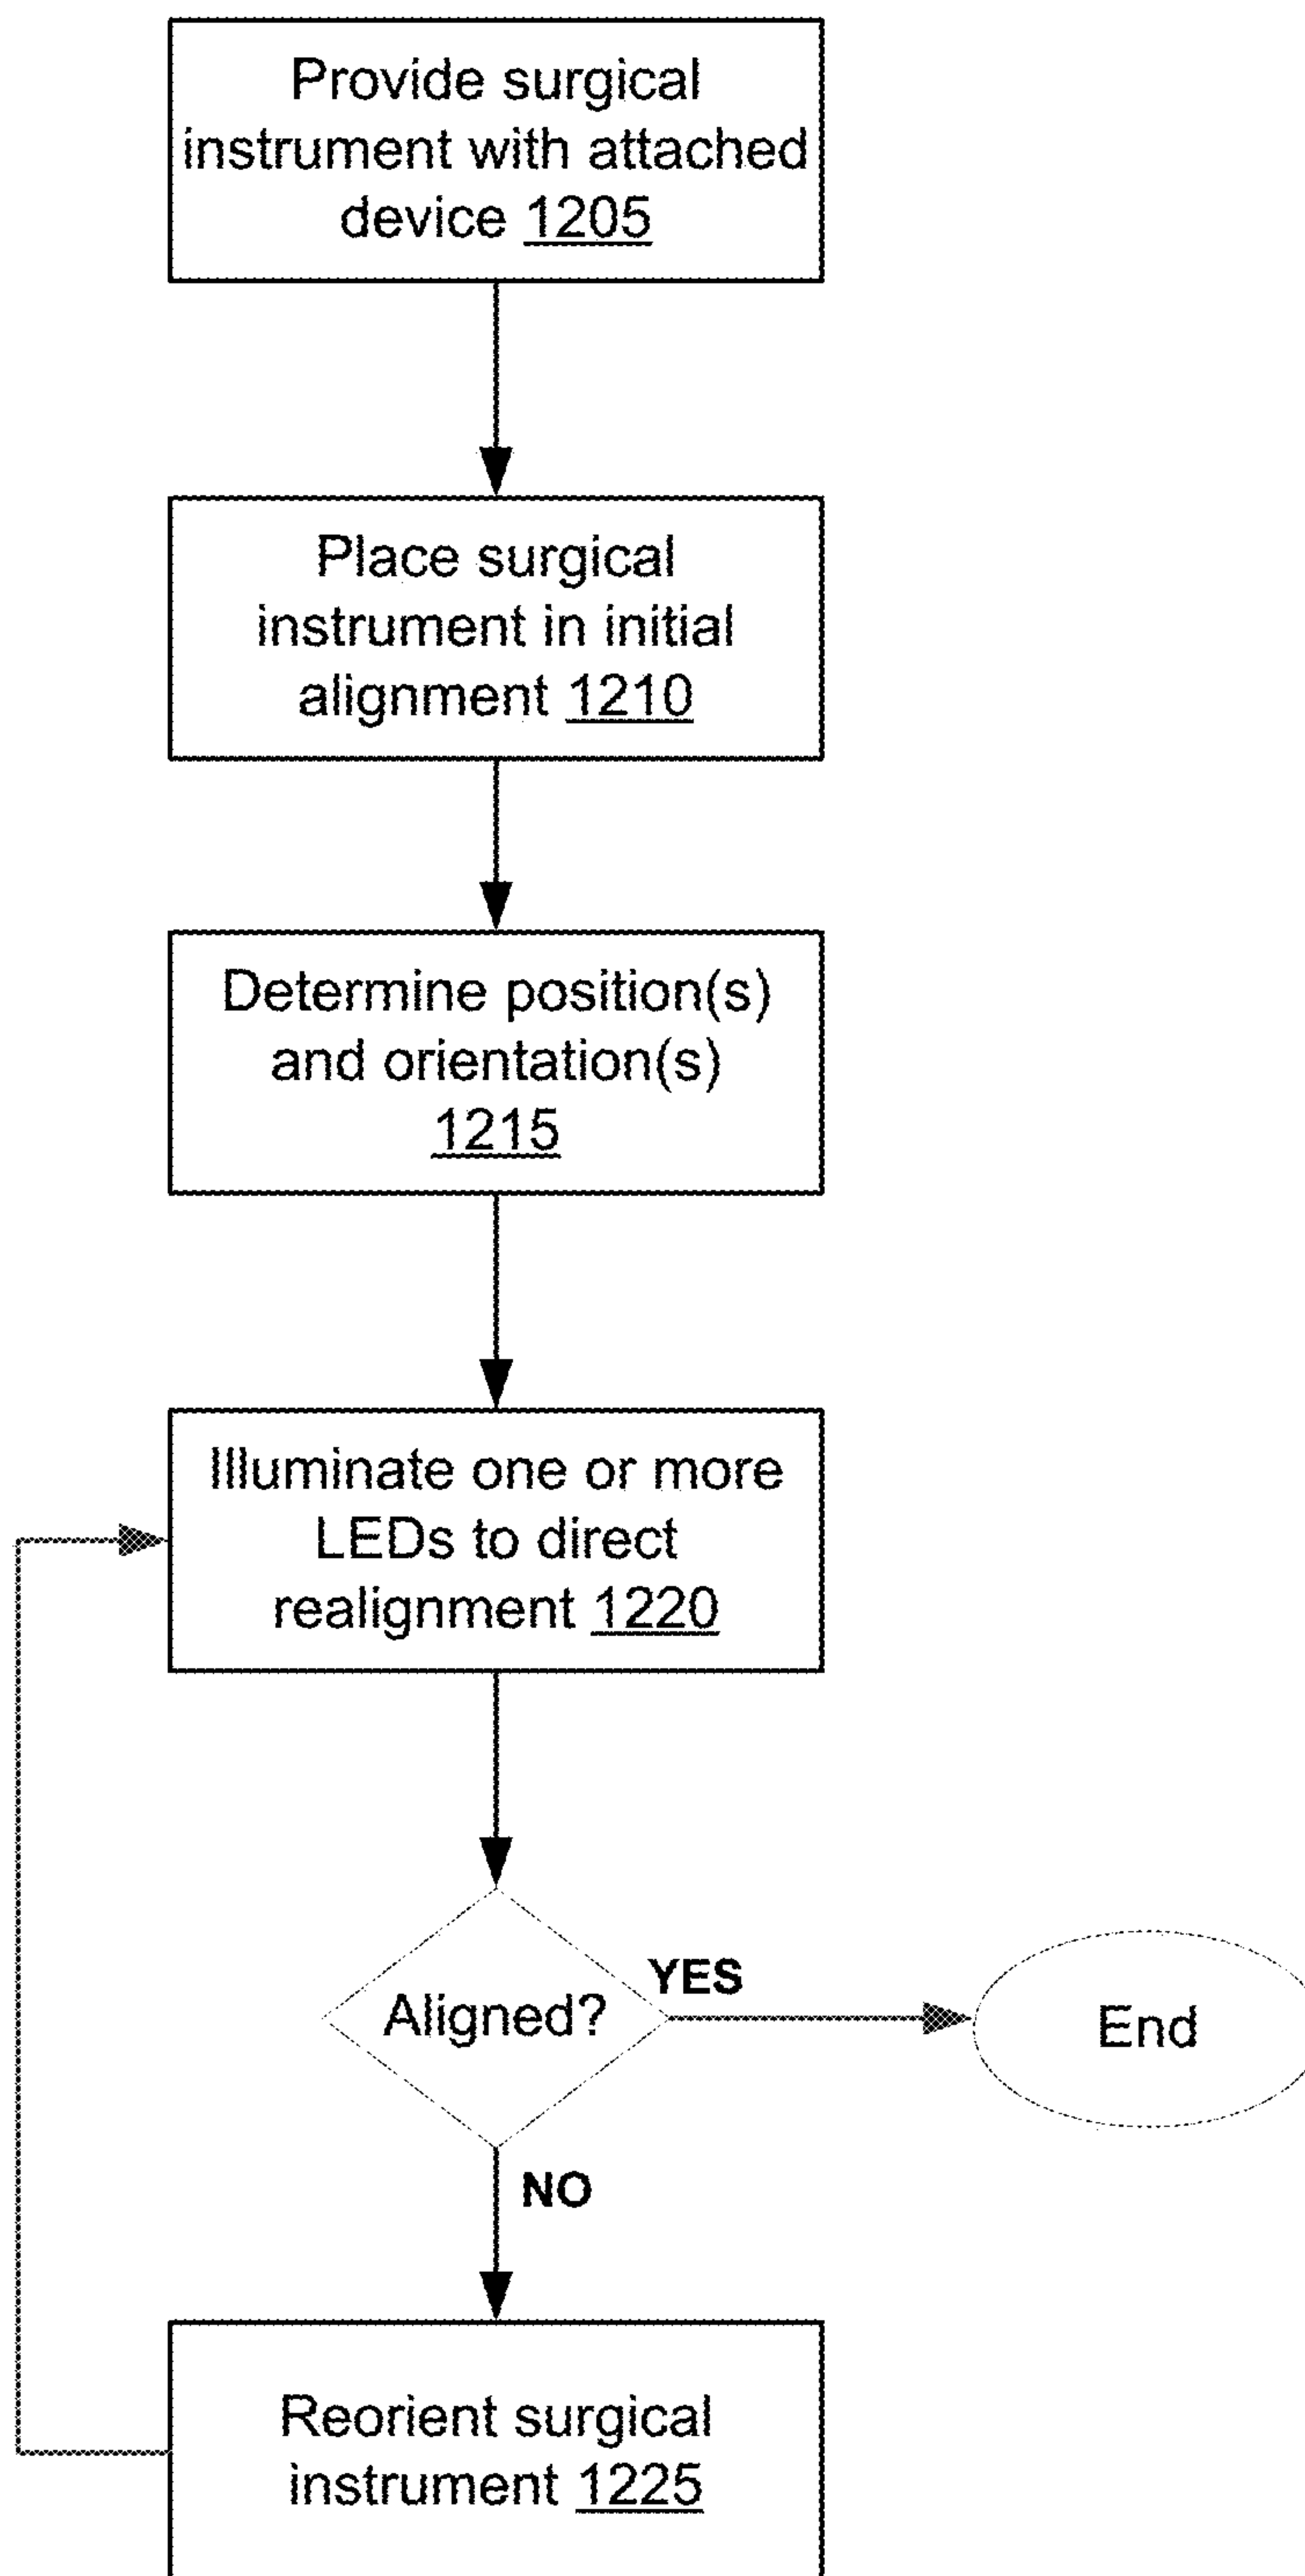 Provide surgical
instrument with attached
device 1205
Place surgical
instrument in initial
alignment 1210
Determine position(s)
and orientation(s)
1215
Illuminate one or more
LEDs to direct
realignment 1220
Aligned?
YES
End
NO
Reorient surgical
instrument 1225